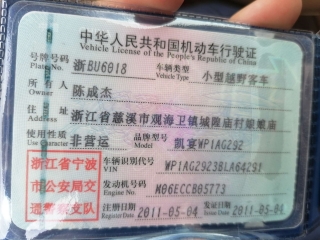 中华人民共和国机动车行驶证
Vehicle License of the People's Republic of China
号牌号码 Plate No. 浙BU6018 车辆类型 Vehicle Type 小型越野客车
所有人 Owner 陈成杰
住址 Address 浙江省慈溪市观海卫镇城隍庙村
使用性质 Use Character 非营运 品牌型号 Model 凯宴WP1AG292
浙江省宁波市公安局交通警察支队
车辆识别代号 VIN WP1AG2923BLA64291
发动机号码 Engine No. M06ECCB05773
注册日期 Register Date 2011-05-04 发证日期 Issue Date 2011-05-04